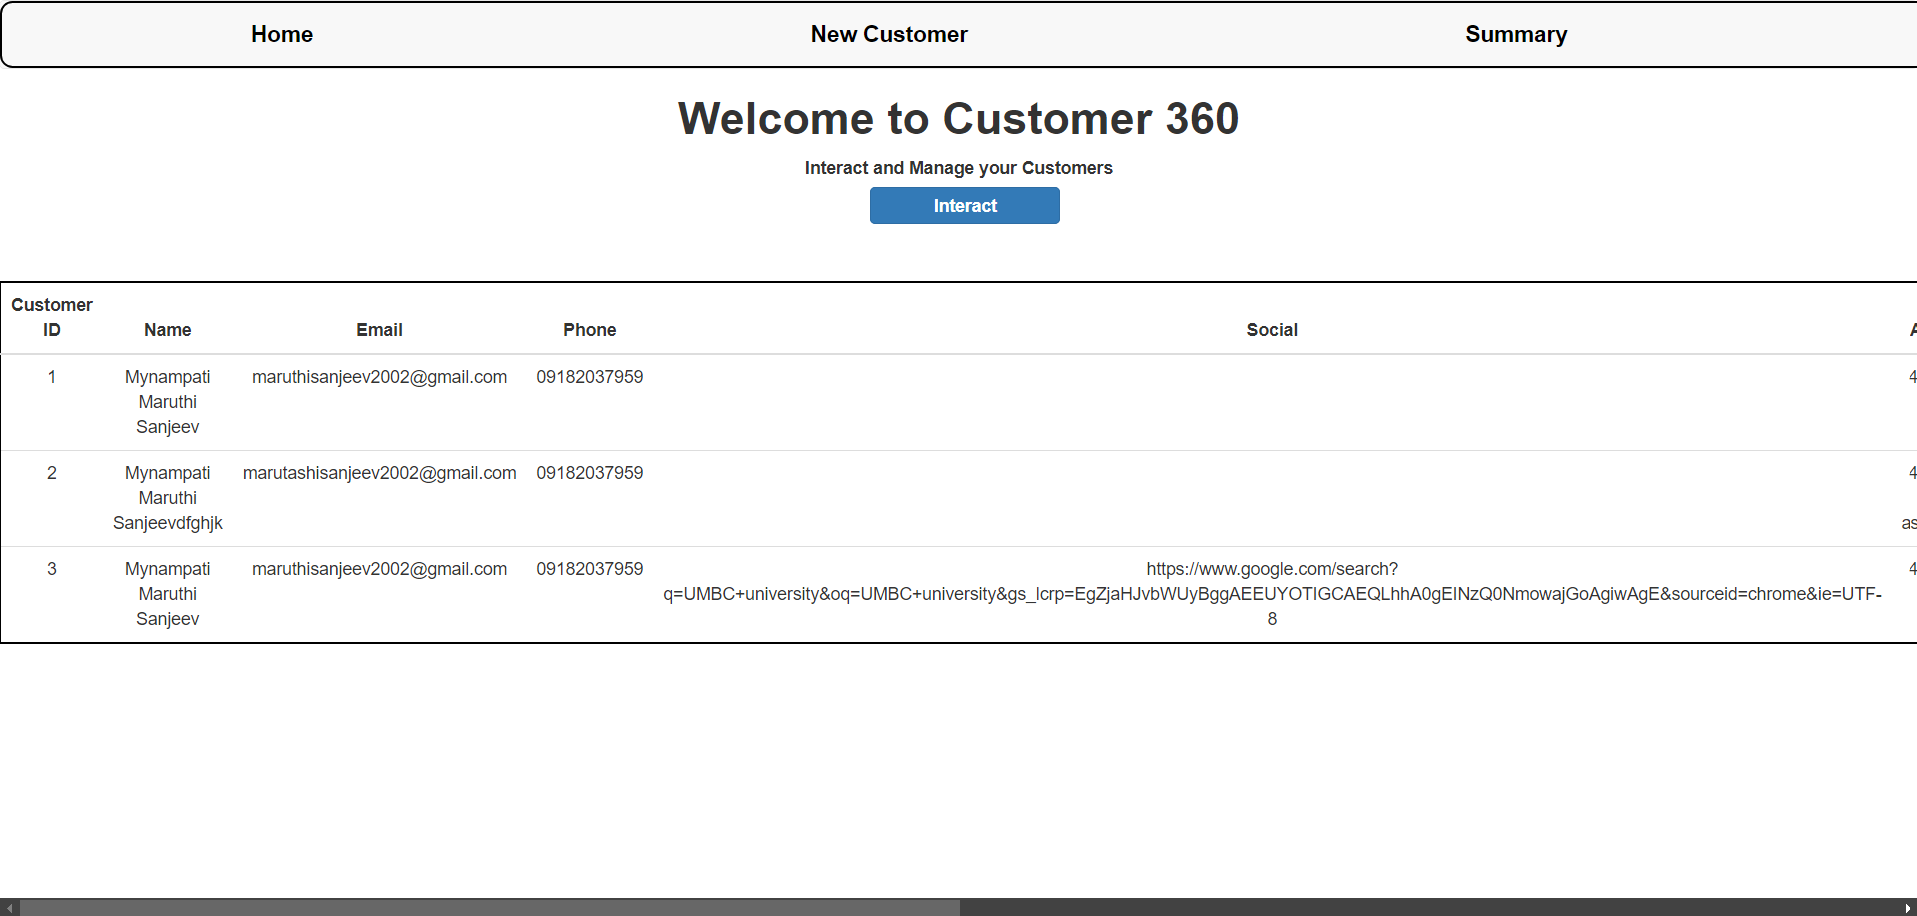 Home New Customer Summary
Welcome to Customer 360
Interact and Manage your Customers
Interact
Customer
ID Name Email Phone Social
1 Mynampati maruthisanjeev2002@gmail.com 09182037959 4
Maruthi
Sanjeev
2 Mynampati marutashisanjeev2002@gmail.com 09182037959 4
Maruthi
Sanjeevdfghjk as
3 Mynampati maruthisanjeev2002@gmail.com 09182037959 https://www.google.com/search? 4
Maruthi q=UMBC+university&oq=UMBC+university&gs_lcrp=EgZjaHJvbWUyBggAEEUYOTIGCAEQLhhA0gEINzQ0NmowajGoAgiwAgE&sourceid=chrome&ie=UTF-
Sanjeev 8